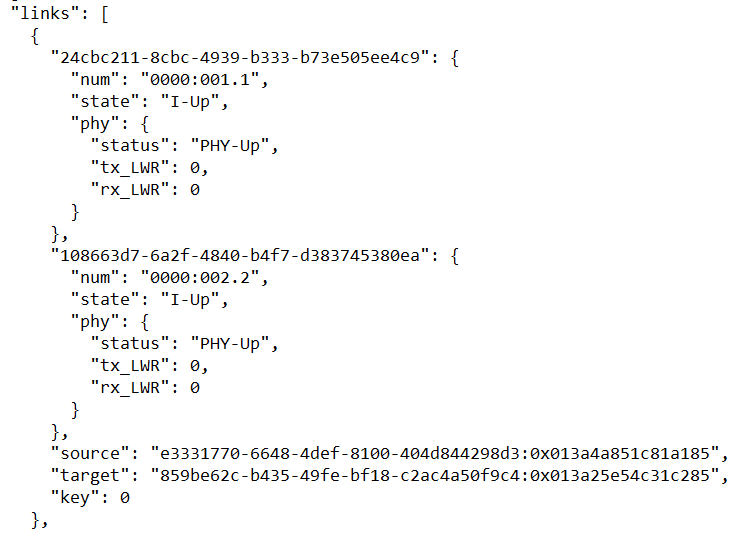 "links": [
{
"24cbc211-8cbc-4939-b333-b73e505ee4c9": {
"num": "0000:001.1",
"state": "I-Up",
"phy": {
"status": "PHY-Up",
"tx_LWR": 0,
"rx_LWR": 0
}
},
"108663d7-6a2f-4840-b4f7-d383745380ea": {
"num": "0000:002.2",
"state": "I-Up",
"phy": {
"status": "PHY-Up",
"tx_LWR": 0,
"rx_LWR": 0
}
},
"source": "e3331770-6648-4def-8100-404d844298d3:0x013a4a851c81a185",
"target": "859be62c-b435-49fe-bf18-c2ac4a50f9c4:0x013a25e54c31c285",
"key": 0
},